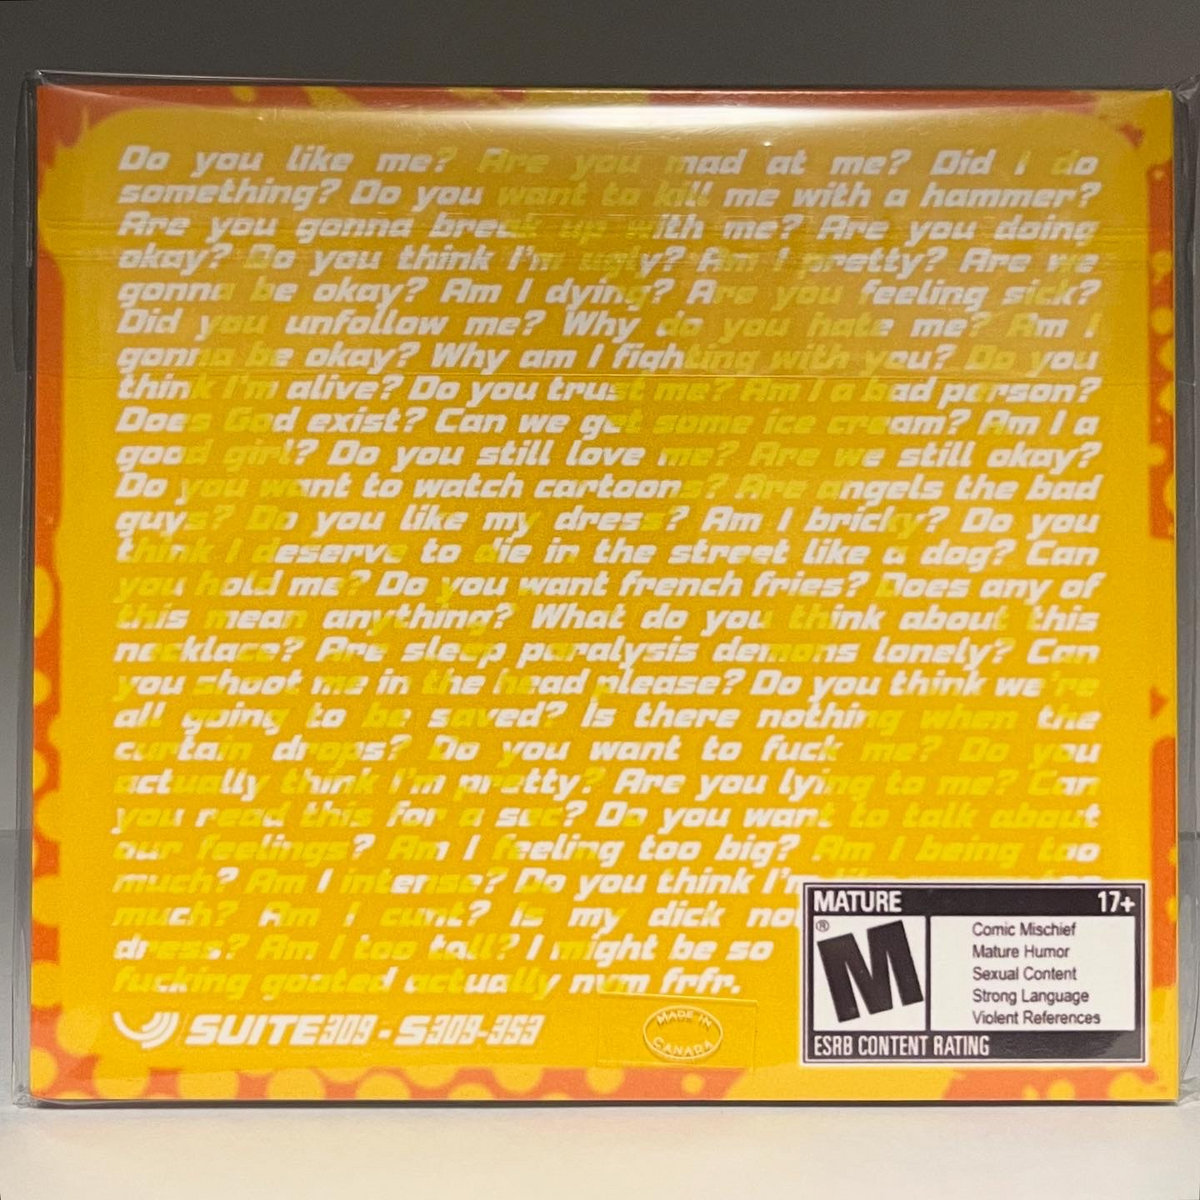 Do you like me? Are you mad at me? Did I do
something? Do you want to kill me with a hammer?
Are you gonna break up with me? Are you doing
okay? Do you think I'm ugly? Am I pretty? Are we
gonna be okay? Am I dying? Are you feeling sick?
Did you unfollow me? Why do you hate me? Am I
gonna be okay? Why am I fighting with you? Do you
think I'm alive? Do you trust me? Am I a bad person?
Does God exist? Can we get some ice cream? Am I a
good girl? Do you still love me? Are we still okay?
Do you want to watch cartoons? Are angels the bad
guys? Do you like my dress? Am I bricky? Do you
think I deserve to die in the street like a dog? Can
you hold me? Do you want french fries? Does any of
this mean anything? What do you think about this
necklace? Are sleep paralysis demons lonely? Can
you shoot me in the head please? Do you think we're
all going to be saved? Is there nothing when the
curtain drops? Do you want to fuck me? Do you
actually think I'm pretty? Are you lying to me? Can
you read this for a sec? Do you want to talk about
our feelings? Am I feeling too big? Am I being too
much? Am I intense? Do you think I'm
much? Am I cunt? Is my dick
dress? Am I too tall? I might be so
fucking goated actually nvm frfr.
SUITE309 - S309-353
MADE IN
CANADA
MATURE 17+
M
®
Comic Mischief
Mature Humor
Sexual Content
Strong Language
Violent References
ESRB CONTENT RATING